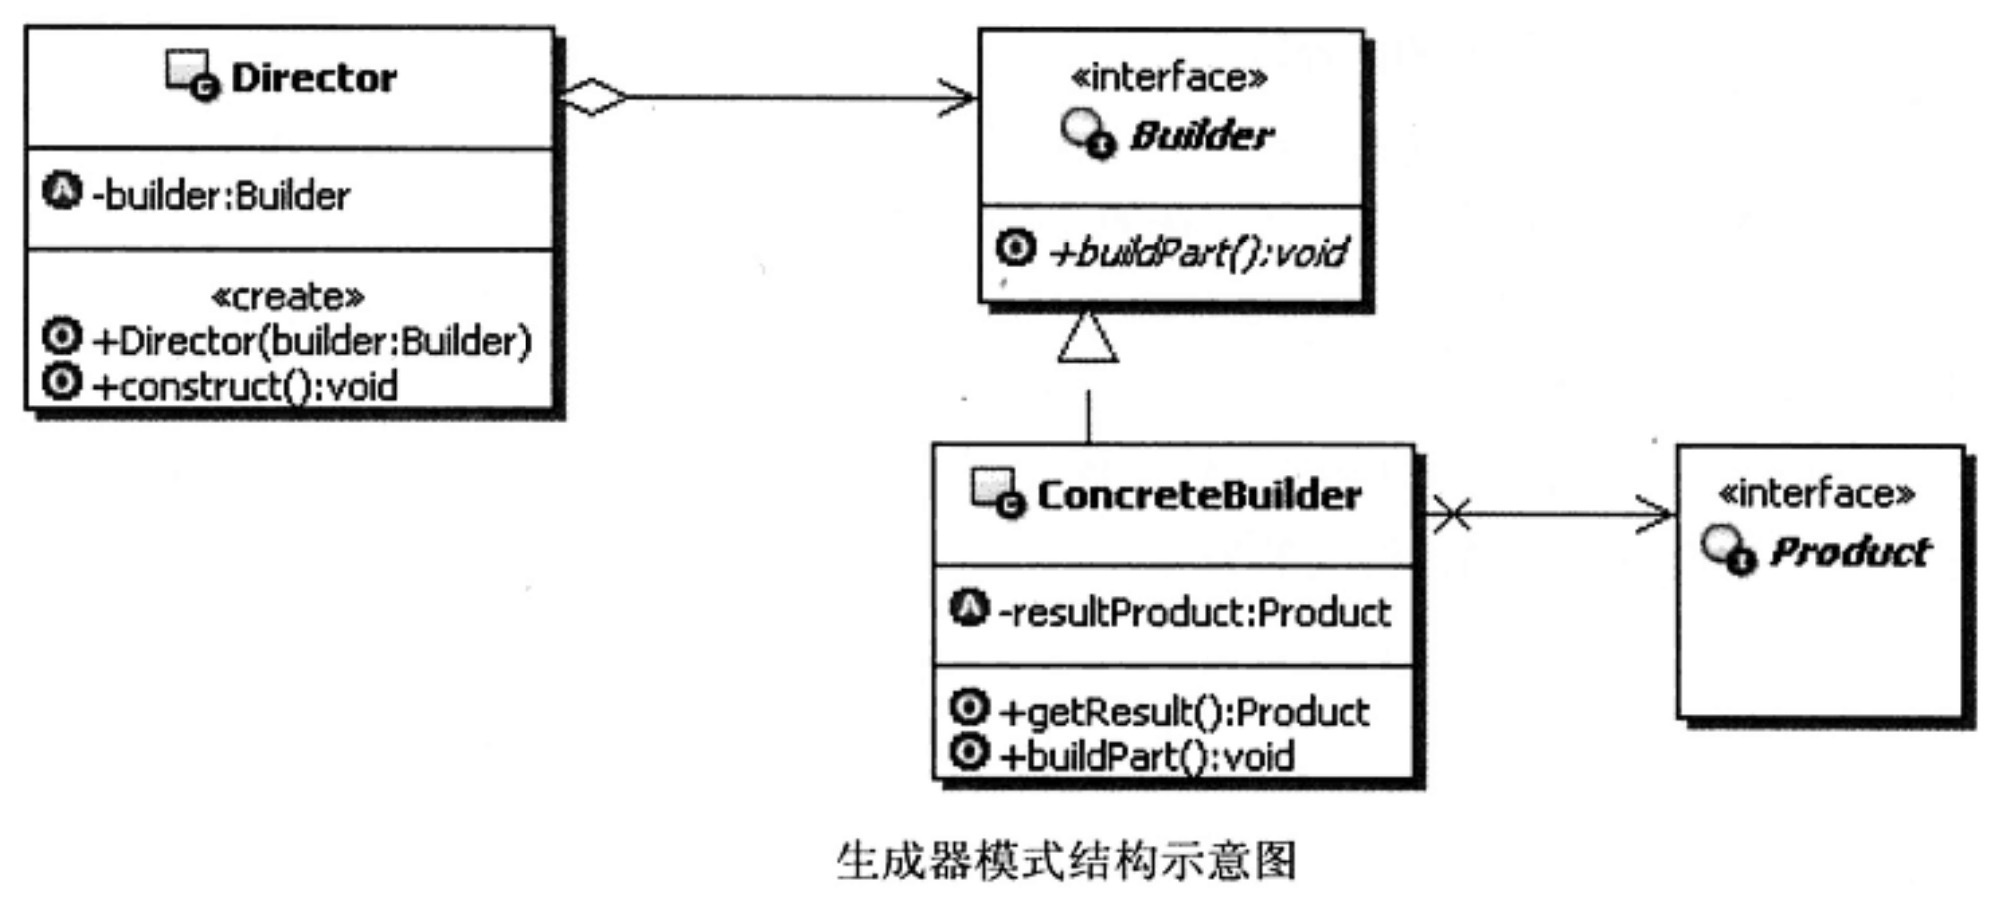 Director
-builder:Builder
«create»
+Director(builder:Builder)
+construct():void
«interface»
Builder
+buildPart():void
ConcreteBuilder
-resultProduct:Product
+getResult():Product
+buildPart():void
«interface»
Product
生成器模式结构示意图